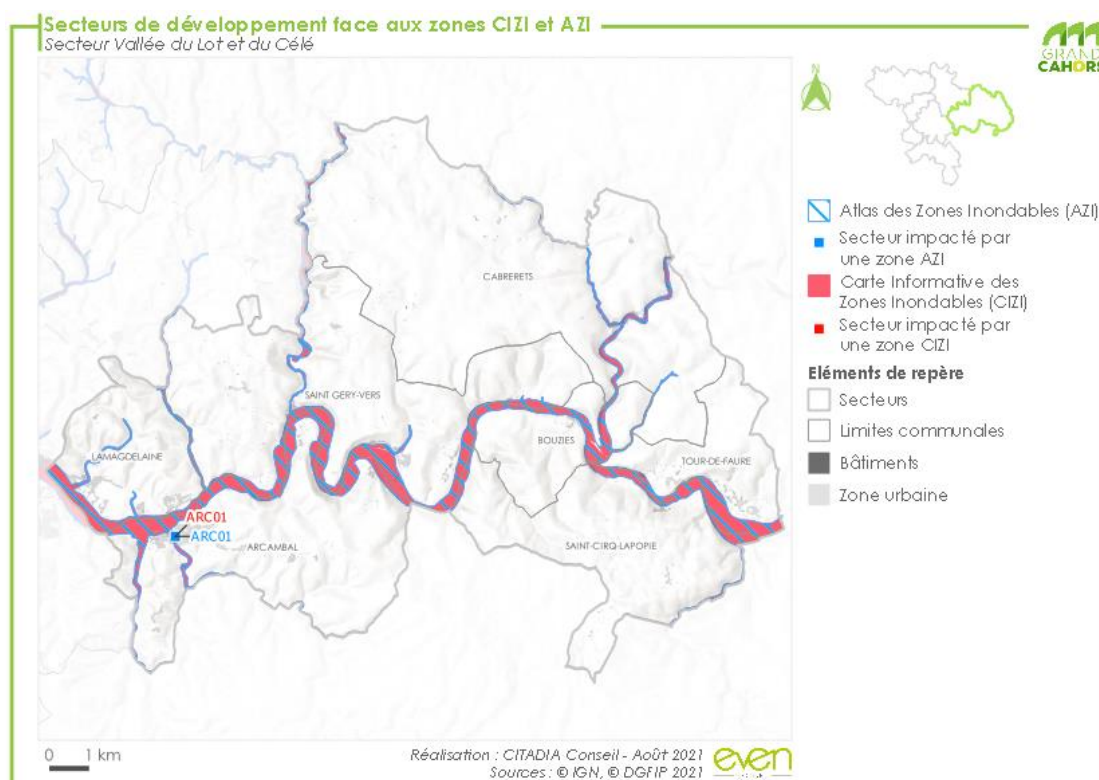 Secteurs de développement face aux zones CIZI et AZI
Secteur Vallée du Lot et du Célé
GRAND
CAHORS
N
Atlas des Zones Inondables (AZI)
Secteur impacté par
une zone AZI
Carte Informative des
Zones Inondables (CIZI)
Secteur impacté par
une zone CIZI
Eléments de repère
Secteurs
Limites communales
Bâtiments
Zone urbaine
CABRERETS
SAINT GERY-VERS
LAMAGDELAINE
BOUZIES
TOUR-DE-FAURE
ARC01
ARC01
ARCAMBAL
SAINT-CIRQ-LAPOPIE
0 1 km
Réalisation : CITADIA Conseil - Août 2021
Sources : © IGN, © DGFIP 2021
even